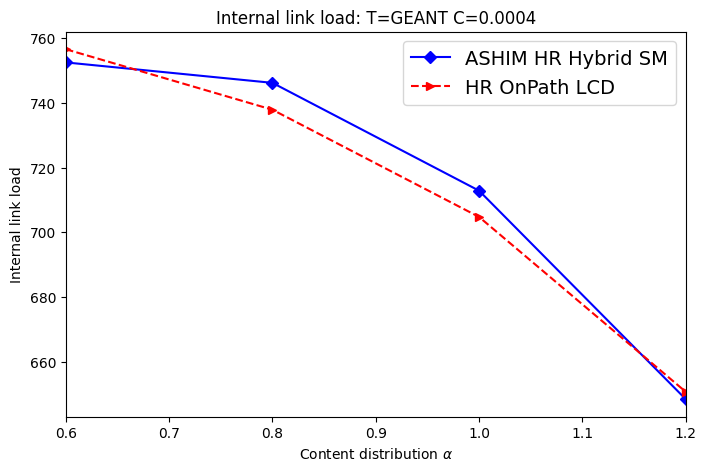 Internal link load: T=GEANT C=0.0004
ASHIM HR Hybrid SM
HR OnPath LCD
Internal link load
760
740
720
700
680
660
0.6
0.7
0.8
0.9
1.0
1.1
1.2
Content distribution α